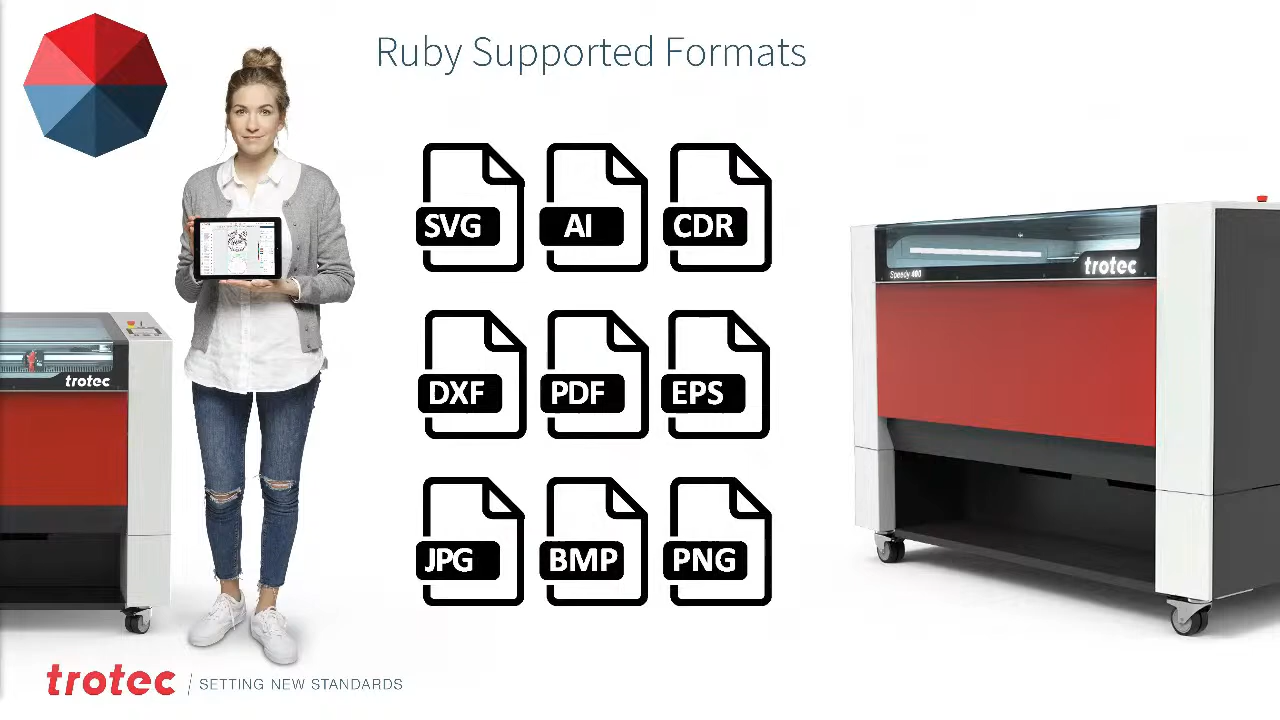 Ruby Supported Formats
SVG AI CDR
trotec
Speedy 400
DXF PDF EPS
trotec
JPG BMP PNG
trotec / SETTING NEW STANDARDS